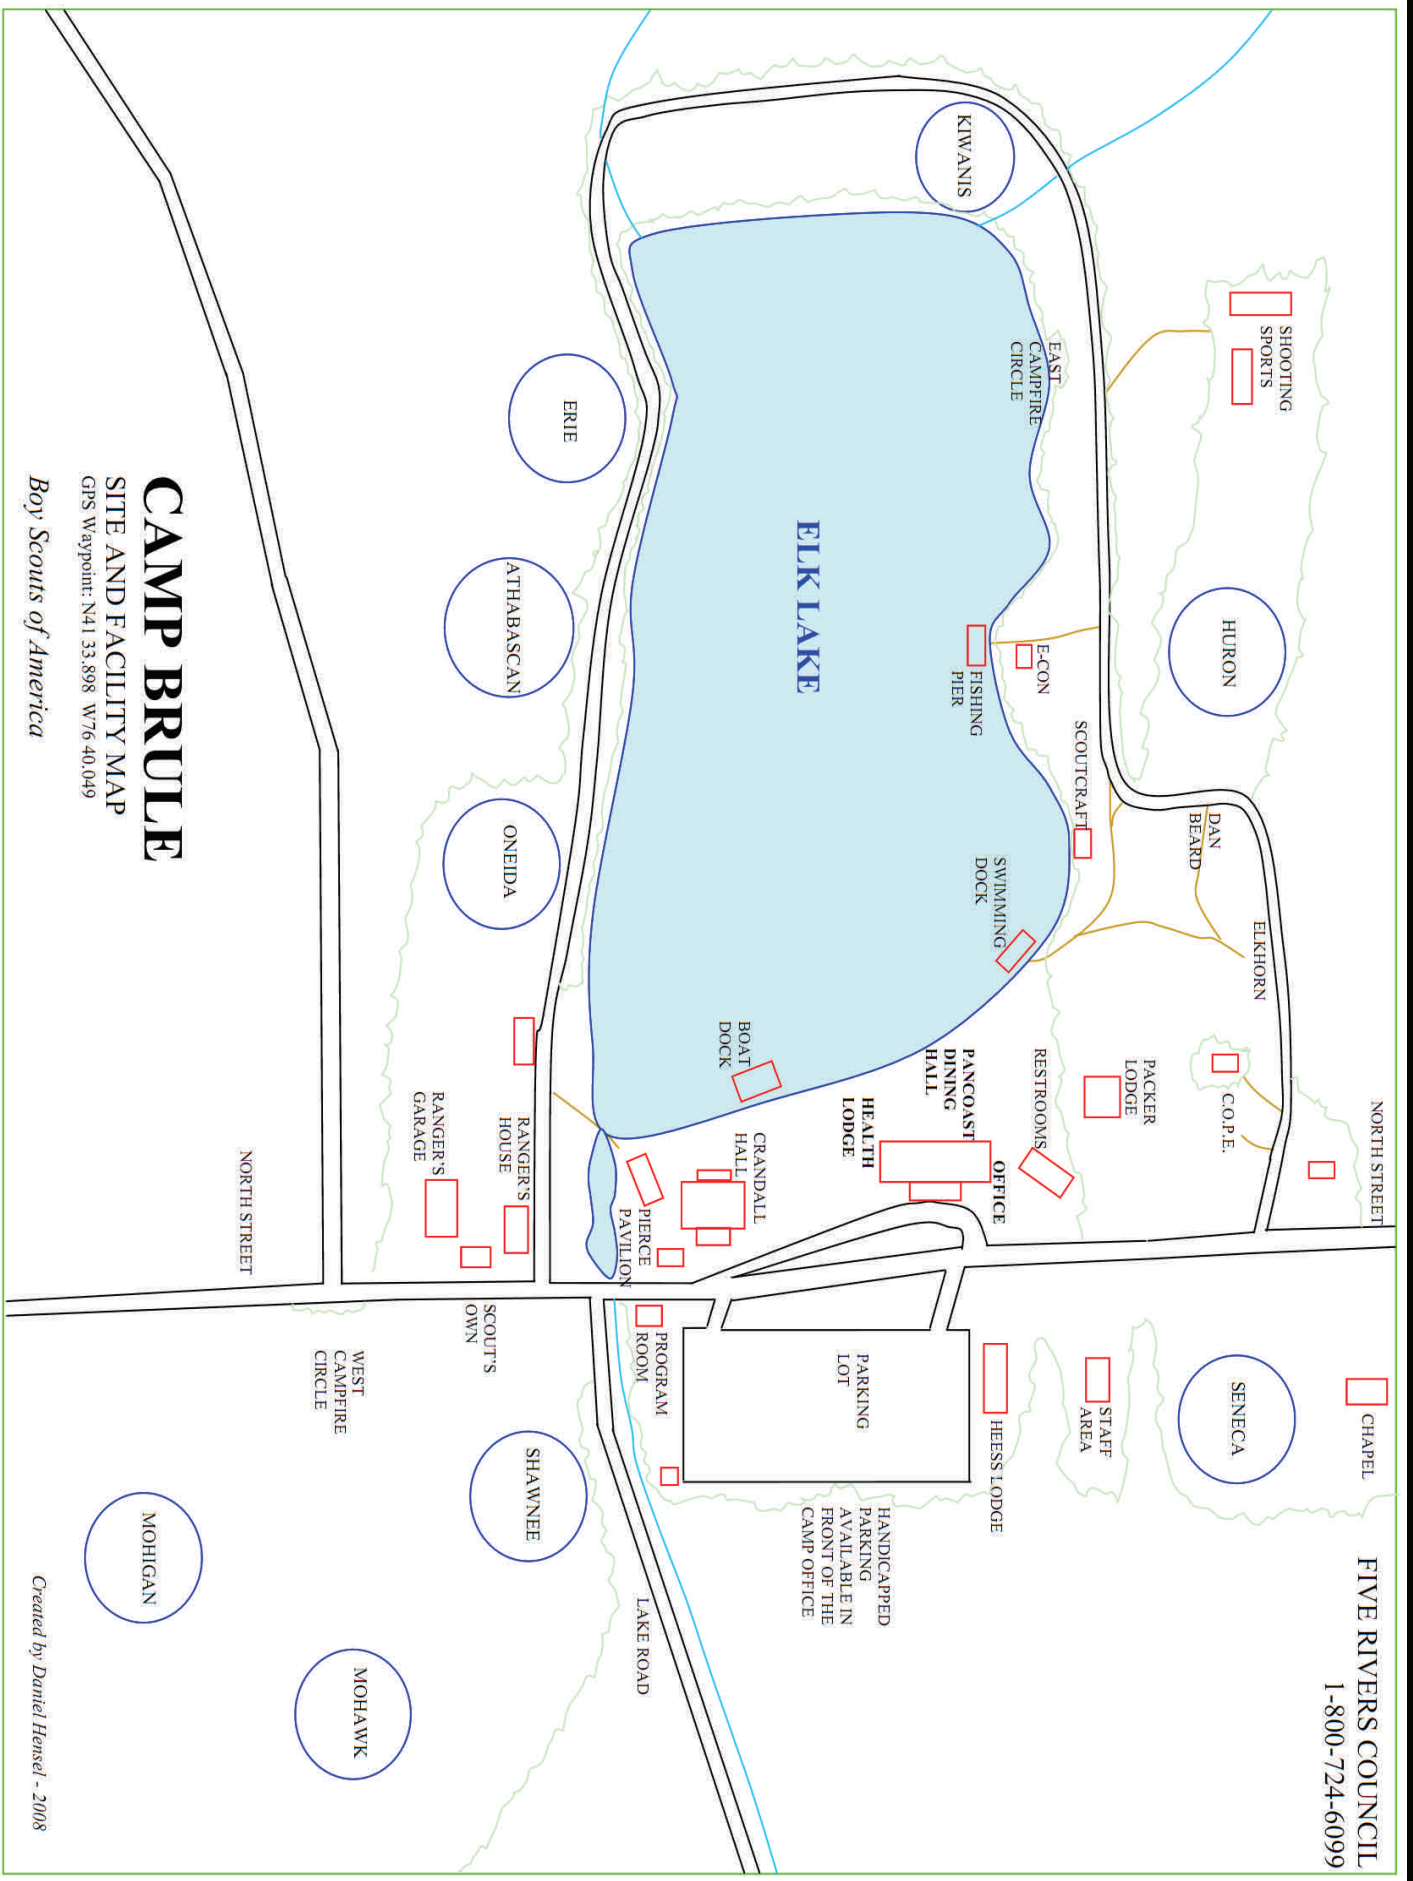 FIVE RIVERS COUNCIL
1-800-724-6099
NORTH STREET
CHAPEL
SHOOTING
SPORTS
HURON
DAN
BEARD
ELKHORN
C.O.P.E.
SENECA
PACKER
LODGE
STAFF
AREA
KIWANIS
EAST
CAMPFIRE
CIRCLE
E-CON
FISHING
PIER
SCOUTCRAFT
SWIMMING
DOCK
RESTROOMS
PANCOAST
DINING
HALL
OFFICE
HEESS LODGE
HEALTH
LODGE
PARKING
LOT
HANDICAPPED
PARKING
AVAILABLE IN
FRONT OF THE
CAMP OFFICE
ELK LAKE
BOAT
DOCK
CRANDALL
HALL
PIERCE
PAVILION
PROGRAM
ROOM
LAKE ROAD
ERIE
ATHABASCAN
ONEIDA
RANGER'S
HOUSE
RANGER'S
GARAGE
SCOUT'S
OWN
SHAWNEE
WEST
CAMPFIRE
CIRCLE
NORTH STREET
MOHAWK
MOHIGAN
CAMP BRULE
SITE AND FACILITY MAP
GPS Waypoint: N41 33.898 W76 40.049
Boy Scouts of America
Created by Daniel Hensel - 2008